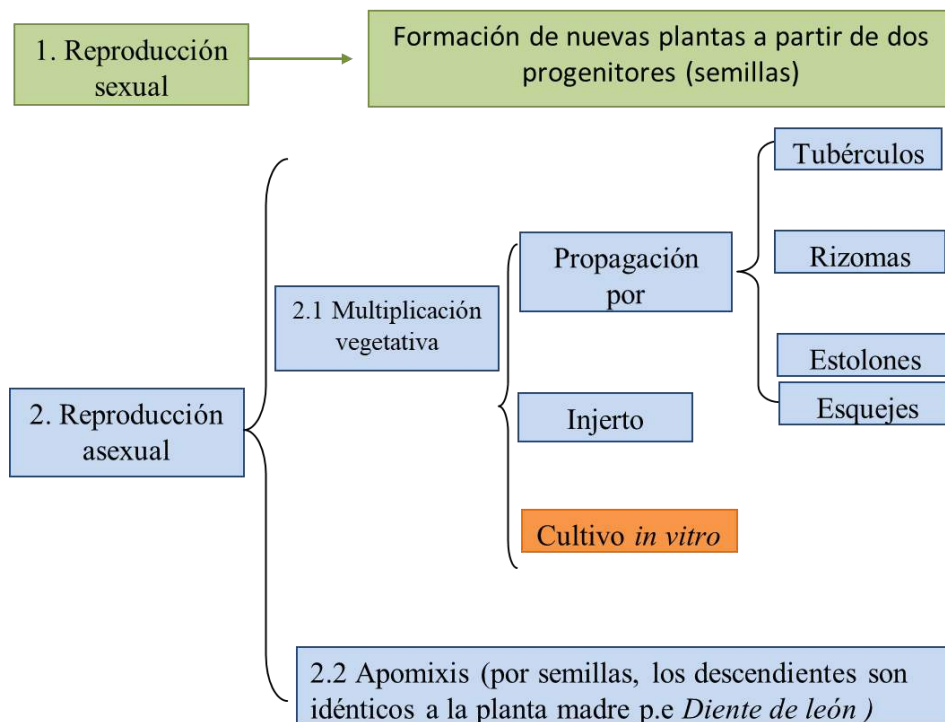 1. Reproducción
sexual
Formación de nuevas plantas a partir de dos
progenitores (semillas)
2. Reproducción
asexual
2.1 Multiplicación
vegetativa
Propagación
por
Tubérculos
Rizomas
Estolones
Esquejes
Injerto
Cultivo in vitro
2.2 Apomixis (por semillas, los descendientes son
idénticos a la planta madre p.e Diente de león )